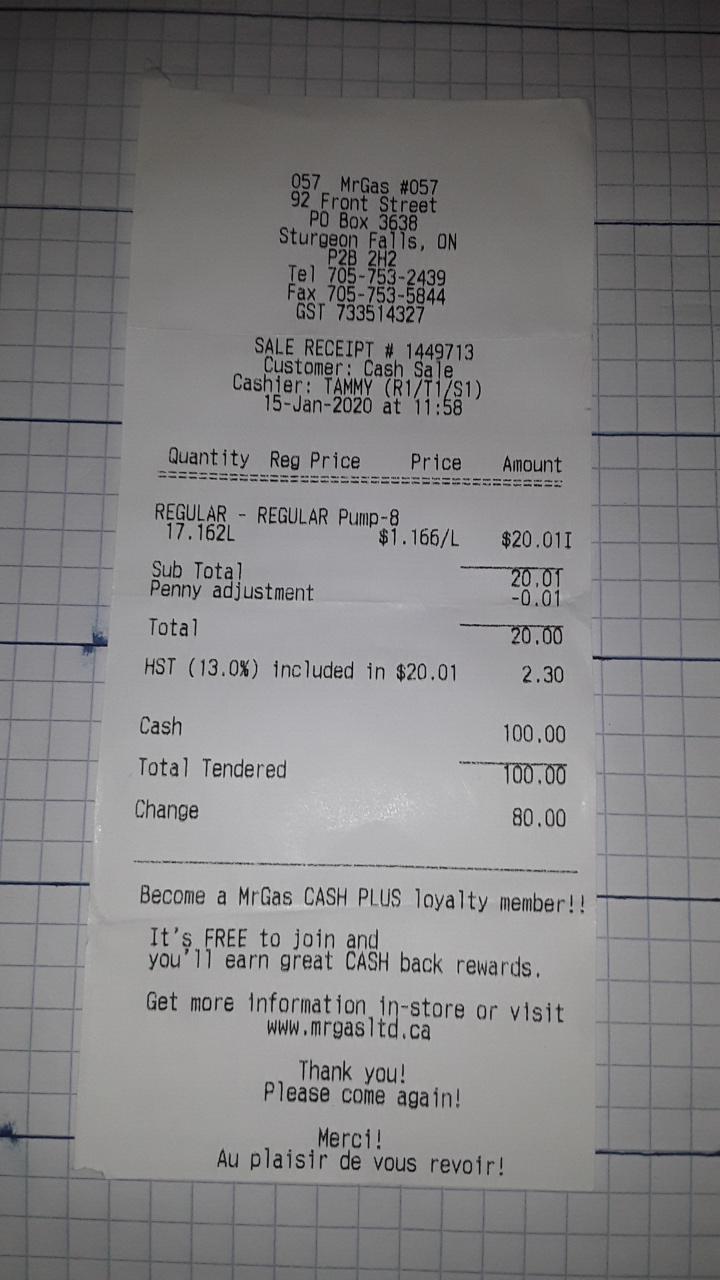 057 MrGas #057
92 Front Street
PO Box 3638
Sturgeon Falls, ON
P2B 2H2
Tel 705-753-2439
Fax 705-753-5844
GST 733514327
SALE RECEIPT # 1449713
Customer: Cash Sale
Cashier: TAMMY (R1/T1/S1)
15-Jan-2020 at 11:58
Quantity Reg Price Price Amount
==================================================
REGULAR - REGULAR Pump-8
17.162L $1.166/L $20.01I
Sub Total 20.01
Penny adjustment -0.01
Total 20.00
HST (13.0%) included in $20.01 2.30
Cash 100.00
Total Tendered 100.00
Change 80.00
Become a MrGas CASH PLUS loyalty member!!
It's FREE to join and
you'll earn great CASH back rewards.
Get more information in-store or visit
www.mrgasltd.ca
Thank you!
Please come again!
Merci!
Au plaisir de vous revoir!